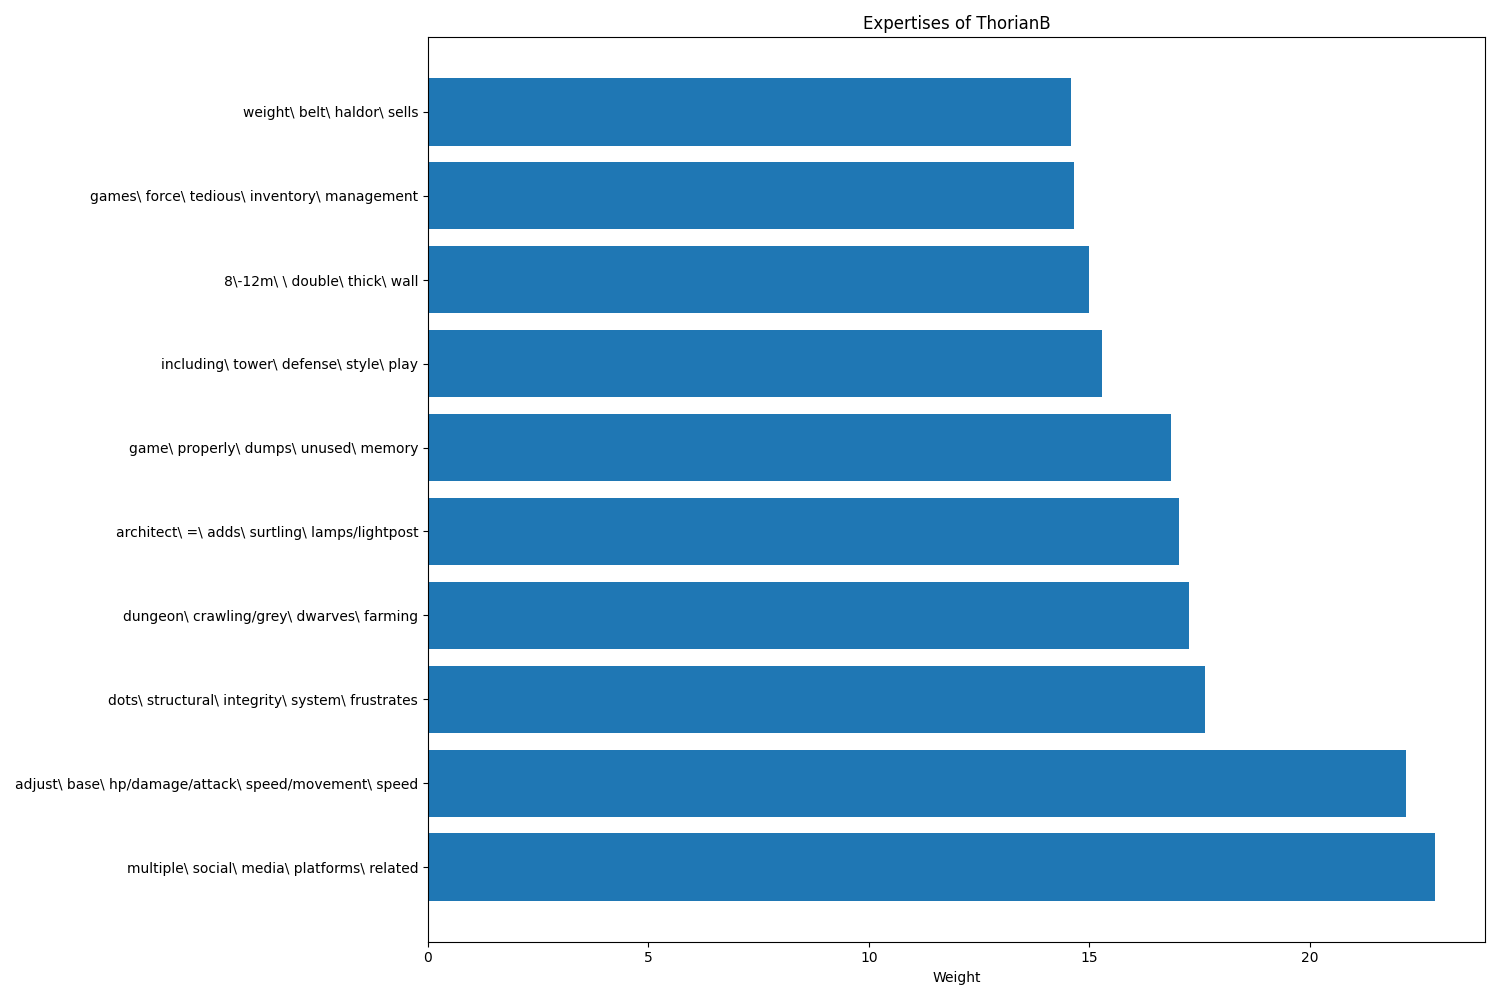 Expertises of ThorianB
weight\ belt\ haldor\ sells
games\ force\ tedious\ inventory\ management
8\-12m\ \ double\ thick\ wall
including\ tower\ defense\ style\ play
game\ properly\ dumps\ unused\ memory
architect\ =\ adds\ surtling\ lamps/lightpost
dungeon\ crawling/grey\ dwarves\ farming
dots\ structural\ integrity\ system\ frustrates
adjust\ base\ hp/damage/attack\ speed/movement\ speed
multiple\ social\ media\ platforms\ related
0 5 10 15 20
Weight